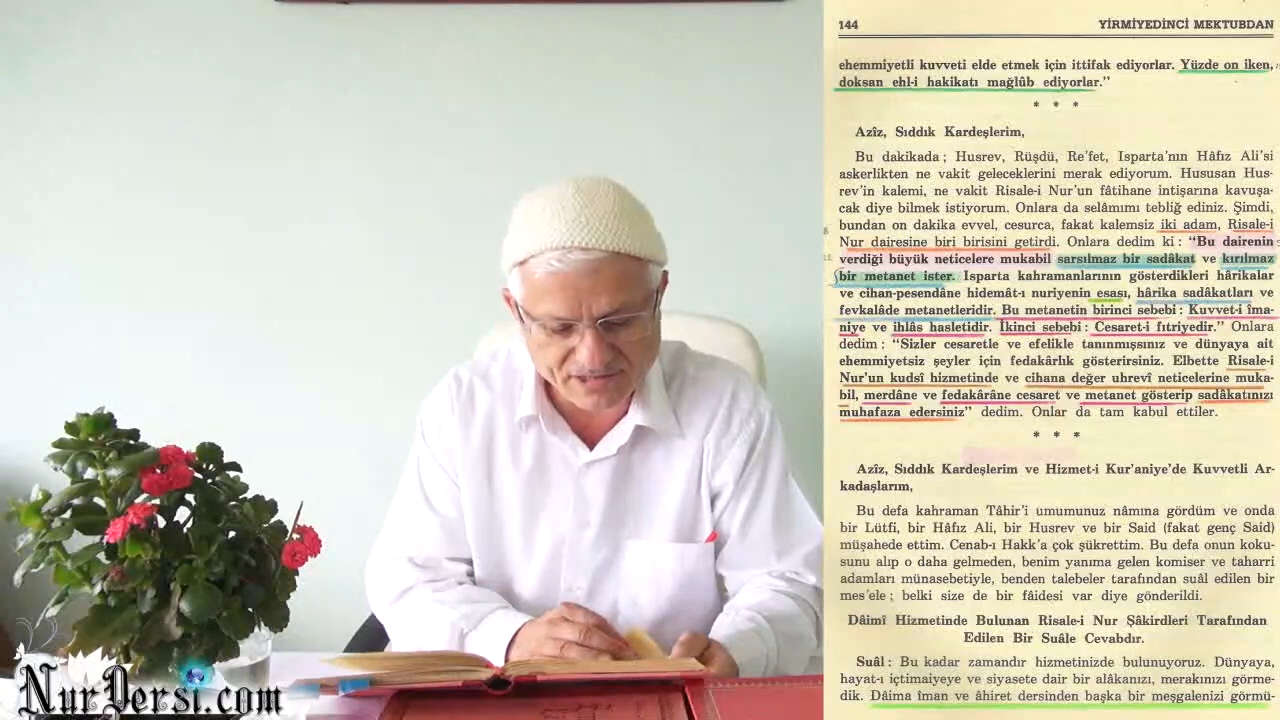 144 YİRMİYEDİNCİ MEKTUBDAN
ehemmiyetli kuvveti elde etmek için ittifak ediyorlar. Yüzde on iken,
doksan ehl-i hakikatı mağlûb ediyorlar."
* * *
Azîz, Sıddık Kardeşlerim,
Bu dakikada; Husrev, Rüşdü, Re'fet, Isparta'nın Hâfız Ali'si
askerlikten ne vakit geleceklerini merak ediyorum. Hususan Hus-
rev'in kalemi, ne vakit Risale-i Nur'un fâtihane intişarına kavuşa-
cak diye bilmek istiyorum. Onlara da selâmımı tebliğ ediniz. Şimdi,
bundan on dakika evvel, cesurca, fakat kalemsiz iki adam, Risale-i
Nur dairesine biri birisini getirdi. Onlara dedim ki: "Bu dairenin
verdiği büyük neticelere mukabil sarsılmaz bir sadâkat ve kırılmaz
bir metanet ister. Isparta kahramanlarının gösterdikleri hârikalar
ve cihan-pesendâne hidemât-ı nuriyenin esası, hârika sadâkatları ve
fevkalâde metanetleridir. Bu metanetin birinci sebebi: Kuvvet-i îma-
niye ve ihlâs hasletidir. İkinci sebebi: Cesaret-i fıtriyedir." Onlara
dedim: "Sizler cesaretle ve efelikle tanınmışsınız ve dünyaya ait
ehemmiyetsiz şeyler için fedakârlık gösterirsiniz. Elbette Risale-i
Nur'un kudsî hizmetinde ve cihana değer uhrevî neticelerine muka-
bil, merdâne ve fedakârâne cesaret ve metanet gösterip sadâkatınızı
muhafaza edersiniz" dedim. Onlar da tam kabul ettiler.
* * *
Azîz, Sıddık Kardeşlerim ve Hizmet-i Kur'aniye'de Kuvvetli Ar-
kadaşlarım,
Bu defa kahraman Tâhir'i umumunuz nâmına gördüm ve onda
bir Lütfi, bir Hâfız Ali, bir Husrev ve bir Said (fakat genç Said)
müşahede ettim. Cenab-ı Hakk'a çok şükrettim. Bu defa onun koku-
sunu alıp o daha gelmeden, benim yanıma gelen komiser ve taharri
adamları münasebetiyle, benden talebeler tarafından suâl edilen bir
mes'ele; belki size de bir fâidesi var diye gönderildi.
Dâimî Hizmetinde Bulunan Risale-i Nur Şâkirdleri Tarafından
Edilen Bir Suâle Cevabdır.
Suâl: Bu kadar zamandır hizmetinizde bulunuyoruz. Dünyaya,
hayat-ı içtimaiyeye ve siyasete dair bir alâkanızı, merakınızı görme-
dik. Dâima îman ve âhiret dersinden başka bir meşgalenizi görmü-
NurDersi.com